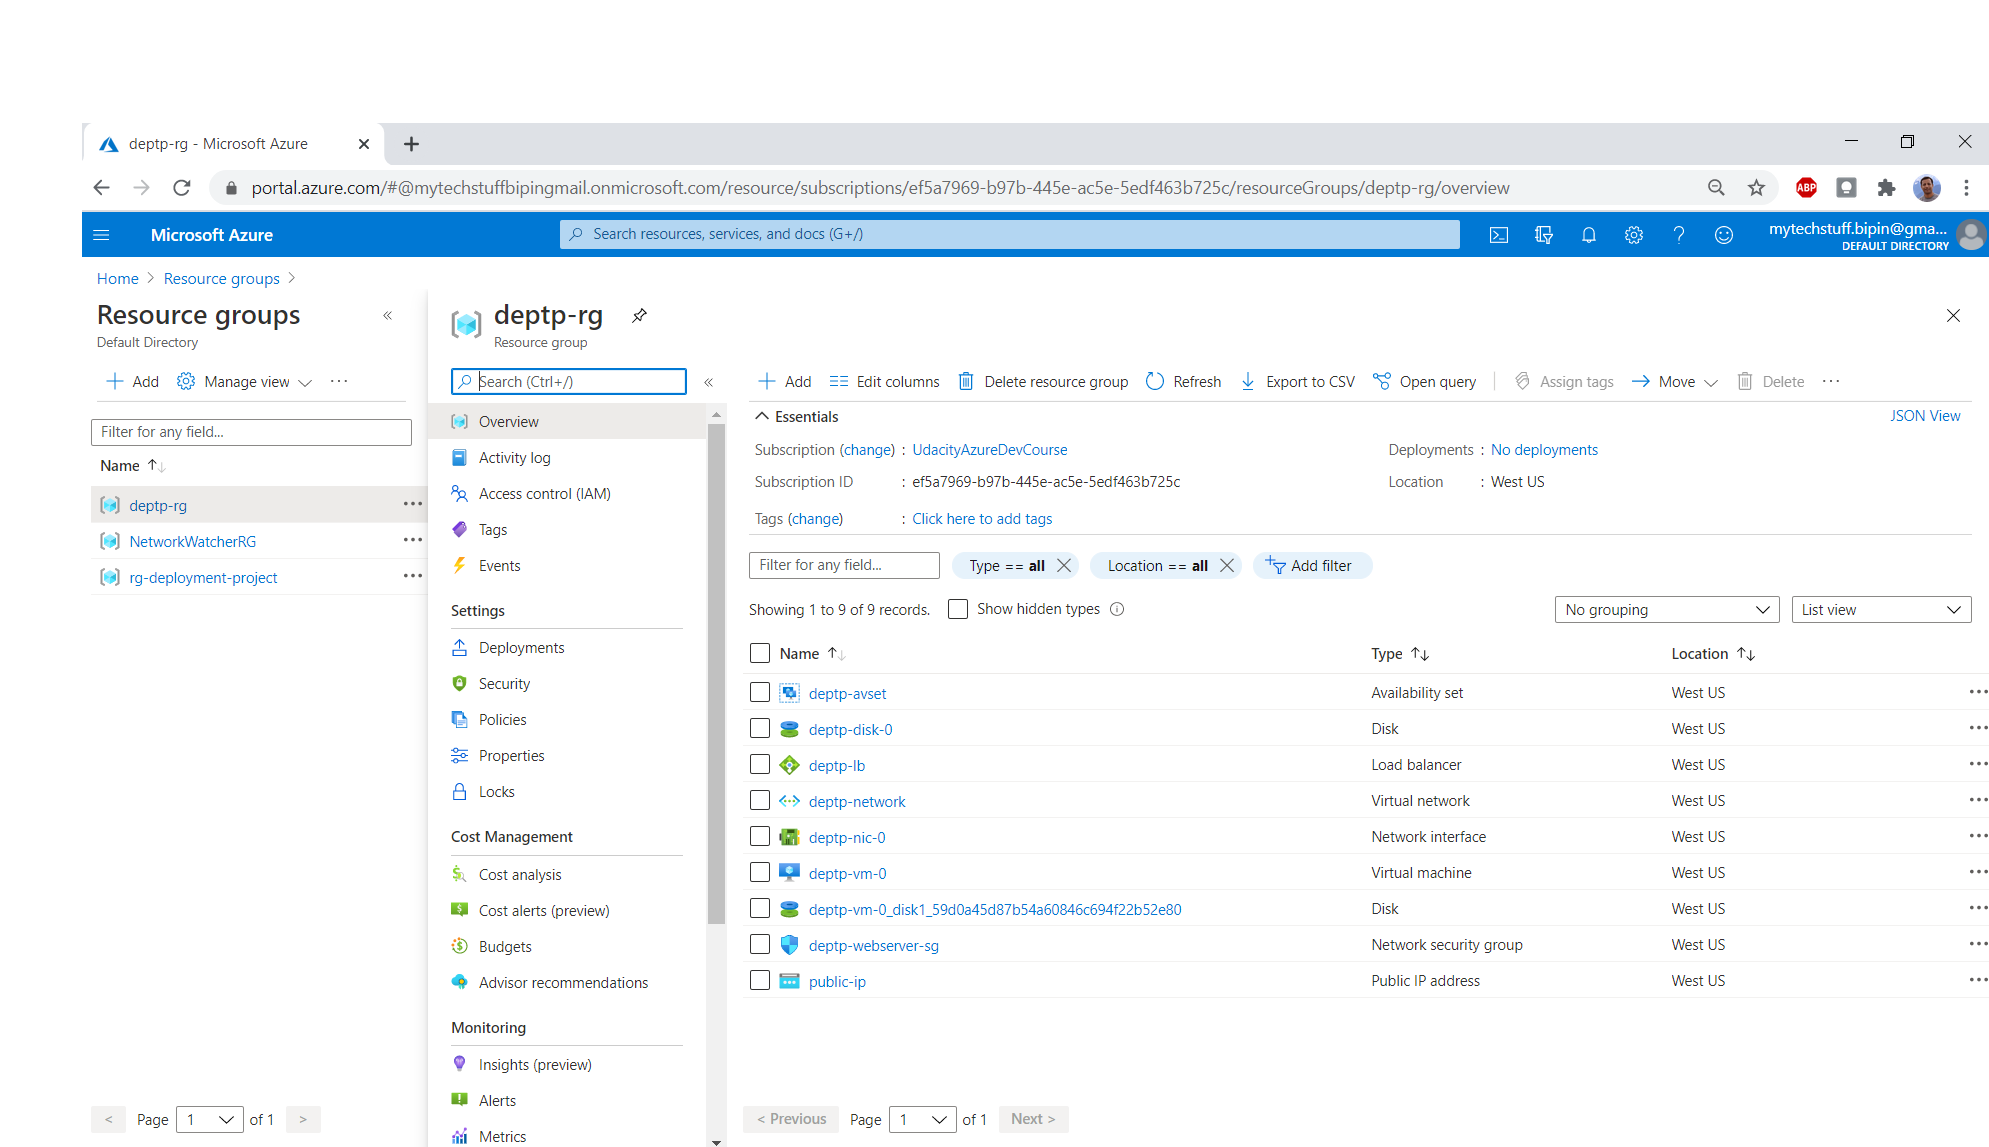 deptp-rg - Microsoft Azure
portal.azure.com/#@mytechstuffbipingmail.onmicrosoft.com/resource/subscriptions/ef5a7969-b97b-445e-ac5e-5edf463b725c/resourceGroups/deptp-rg/overview
ABP
Microsoft Azure
Search resources, services, and docs (G+/)
mytechstuff.bipin@gma...
DEFAULT DIRECTORY
Home > Resource groups >
Resource groups
Default Directory
Add Manage view ...
Filter for any field...
Name
deptp-rg
NetworkWatcherRG
rg-deployment-project
< Page 1 of 1 >
deptp-rg
Resource group
Search (Ctrl+/)
Overview
Activity log
Access control (IAM)
Tags
Events
Settings
Deployments
Security
Policies
Properties
Locks
Cost Management
Cost analysis
Cost alerts (preview)
Budgets
Advisor recommendations
Monitoring
Insights (preview)
Alerts
Metrics
Add Edit columns Delete resource group Refresh Export to CSV Open query Assign tags Move Delete ...
Essentials JSON View
Subscription (change) : UdacityAzureDevCourse Deployments : No deployments
Subscription ID : ef5a7969-b97b-445e-ac5e-5edf463b725c Location : West US
Tags (change) : Click here to add tags
Filter for any field... Type == all Location == all Add filter
Showing 1 to 9 of 9 records. Show hidden types No grouping List view
Name Type Location
deptp-avset Availability set West US
deptp-disk-0 Disk West US
deptp-lb Load balancer West US
deptp-network Virtual network West US
deptp-nic-0 Network interface West US
deptp-vm-0 Virtual machine West US
deptp-vm-0_disk1_59d0a45d87b54a60846c694f22b52e80 Disk West US
deptp-webserver-sg Network security group West US
public-ip Public IP address West US
< Previous Page 1 of 1 Next >